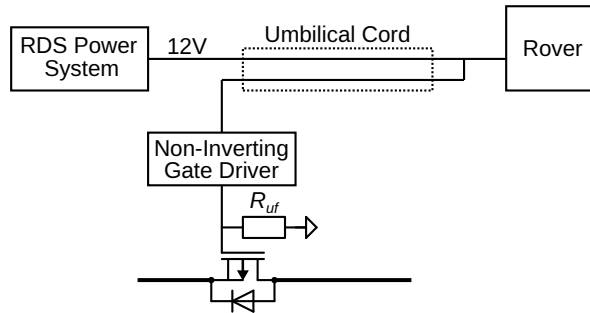 Umbilical Cord
RDS Power
System
12V
Rover
Non-Inverting
Gate Driver
R_uf